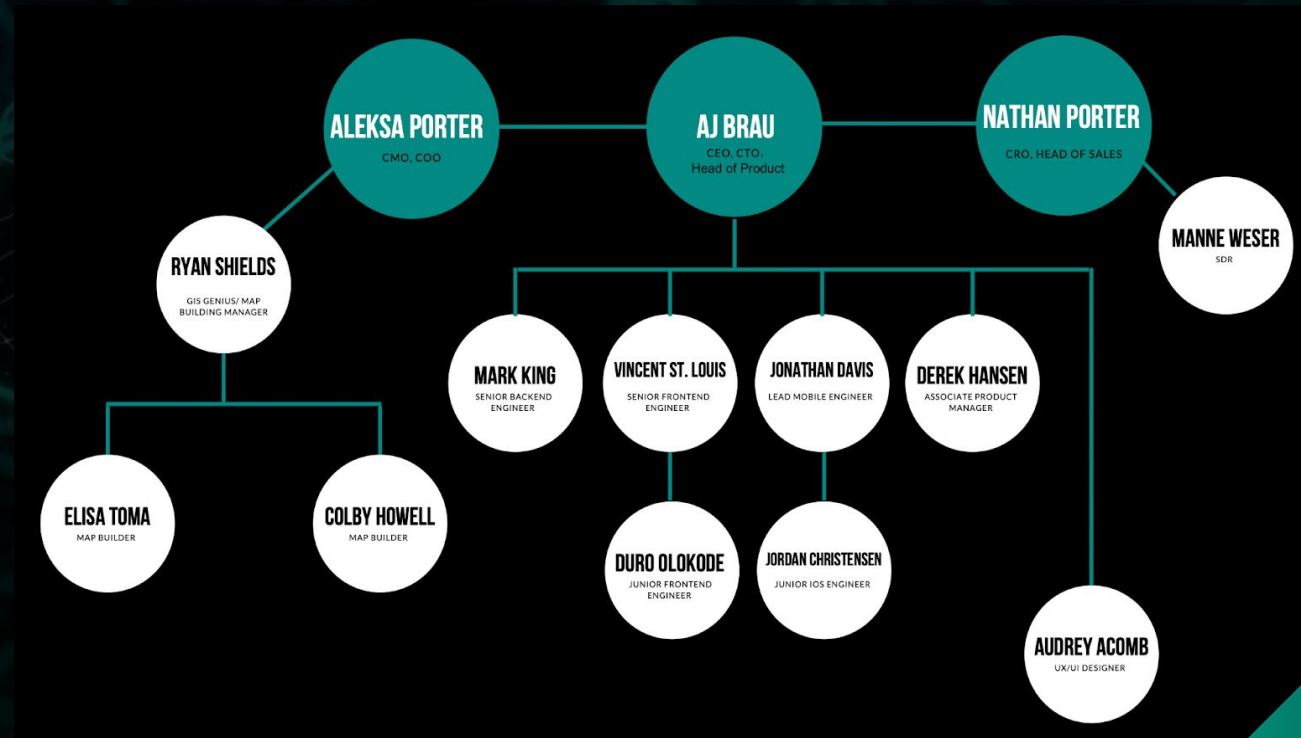 ALEKSA PORTER
CMO, COO
AJ BRAU
CEO, CTO,
Head of Product
NATHAN PORTER
CRO, HEAD OF SALES
MANNE WESER
SDR
RYAN SHIELDS
GIS GENIUS/ MAP
BUILDING MANAGER
MARK KING
SENIOR BACKEND
ENGINEER
VINCENT ST. LOUIS
SENIOR FRONTEND
ENGINEER
JONATHAN DAVIS
LEAD MOBILE ENGINEER
DEREK HANSEN
ASSOCIATE PRODUCT
MANAGER
ELISA TOMA
MAP BUILDER
COLBY HOWELL
MAP BUILDER
DURO OLOKODE
JUNIOR FRONTEND
ENGINEER
JORDAN CHRISTENSEN
JUNIOR IOS ENGINEER
AUDREY ACOMB
UX/UI DESIGNER